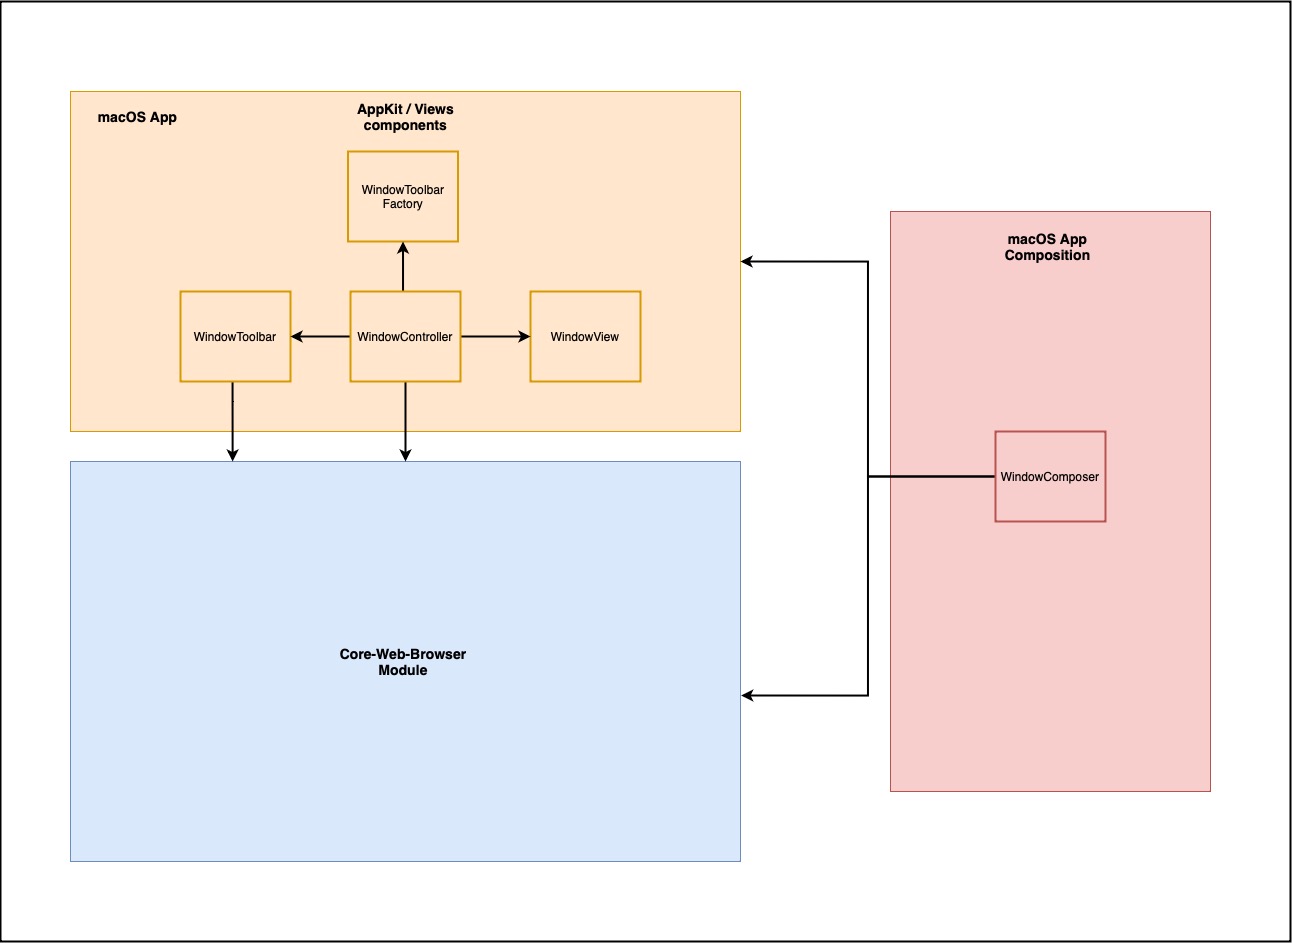 macOS App
AppKit / Views
components
WindowToolbar
Factory
WindowToolbar
WindowController
WindowView
macOS App
Composition
WindowComposer
Core-Web-Browser
Module